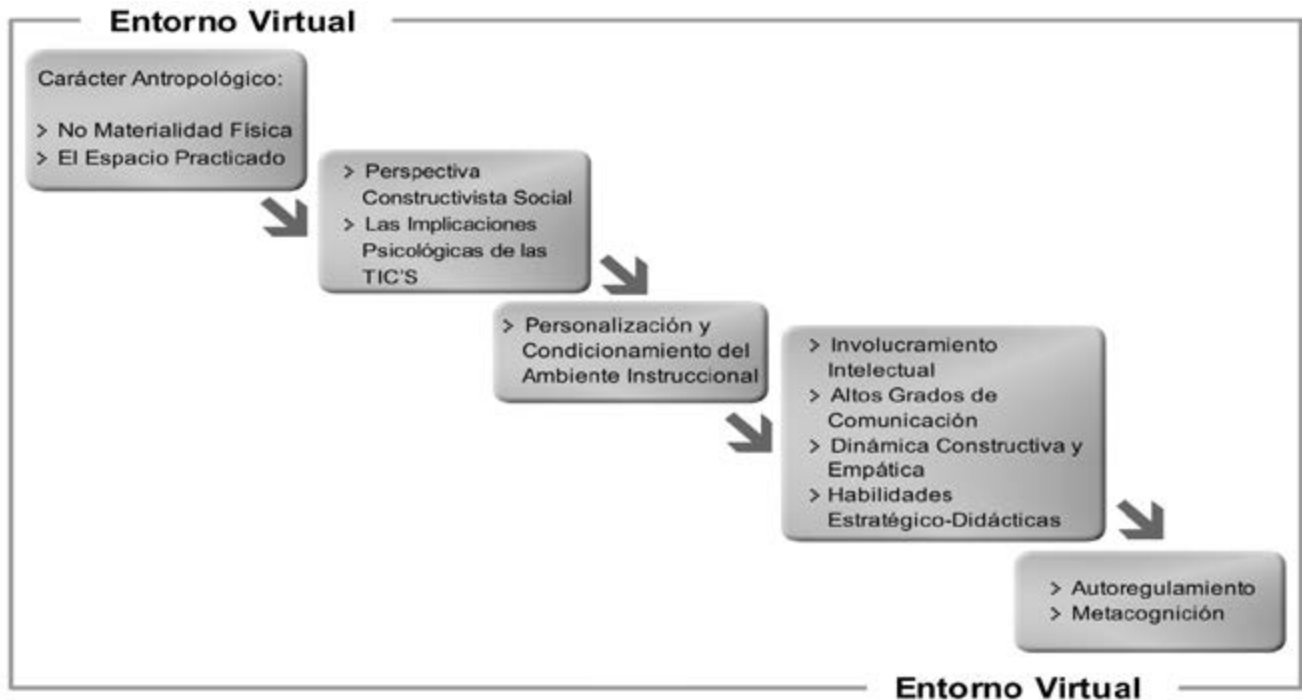 Entorno Virtual
Carácter Antropológico:
> No Materialidad Física
> El Espacio Practicado
> Perspectiva
Constructivista Social
> Las Implicaciones
Psicológicas de las
TIC'S
> Personalización y
Condicionamiento del
Ambiente Instruccional
> Involucramiento
Intelectual
> Altos Grados de
Comunicación
> Dinámica Constructiva y
Empática
> Habilidades
Estratégico-Didácticas
> Autoregulamiento
> Metacognición
Entorno Virtual